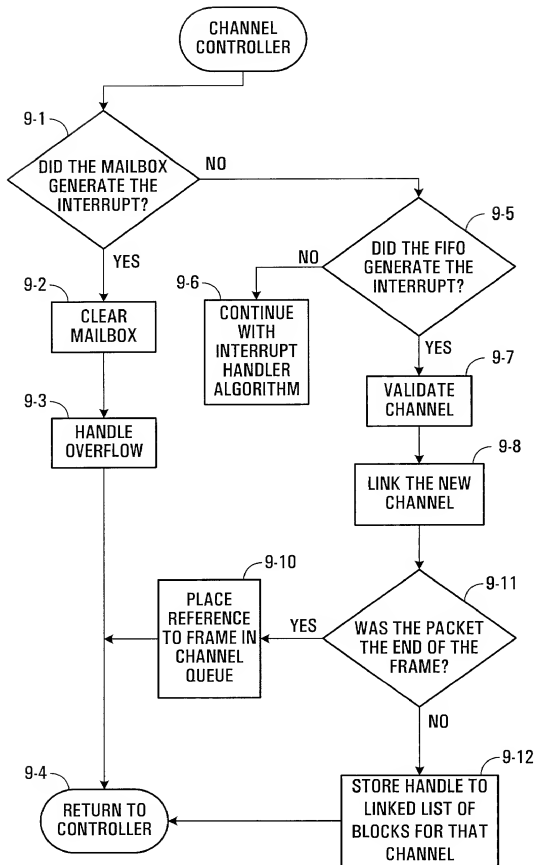 CHANNEL
CONTROLLER
9-1
DID THE MAILBOX
GENERATE THE
INTERRUPT?
NO
YES
9-5
DID THE FIFO
GENERATE THE
INTERRUPT?
NO
YES
9-2
CLEAR
MAILBOX
9-6
CONTINUE
WITH
INTERRUPT
HANDLER
ALGORITHM
9-7
VALIDATE
CHANNEL
9-3
HANDLE
OVERFLOW
9-8
LINK THE NEW
CHANNEL
9-10
PLACE
REFERENCE
TO FRAME IN
CHANNEL
QUEUE
YES
9-11
WAS THE PACKET
THE END OF THE
FRAME?
NO
9-4
RETURN TO
CONTROLLER
9-12
STORE HANDLE TO
LINKED LIST OF
BLOCKS FOR THAT
CHANNEL